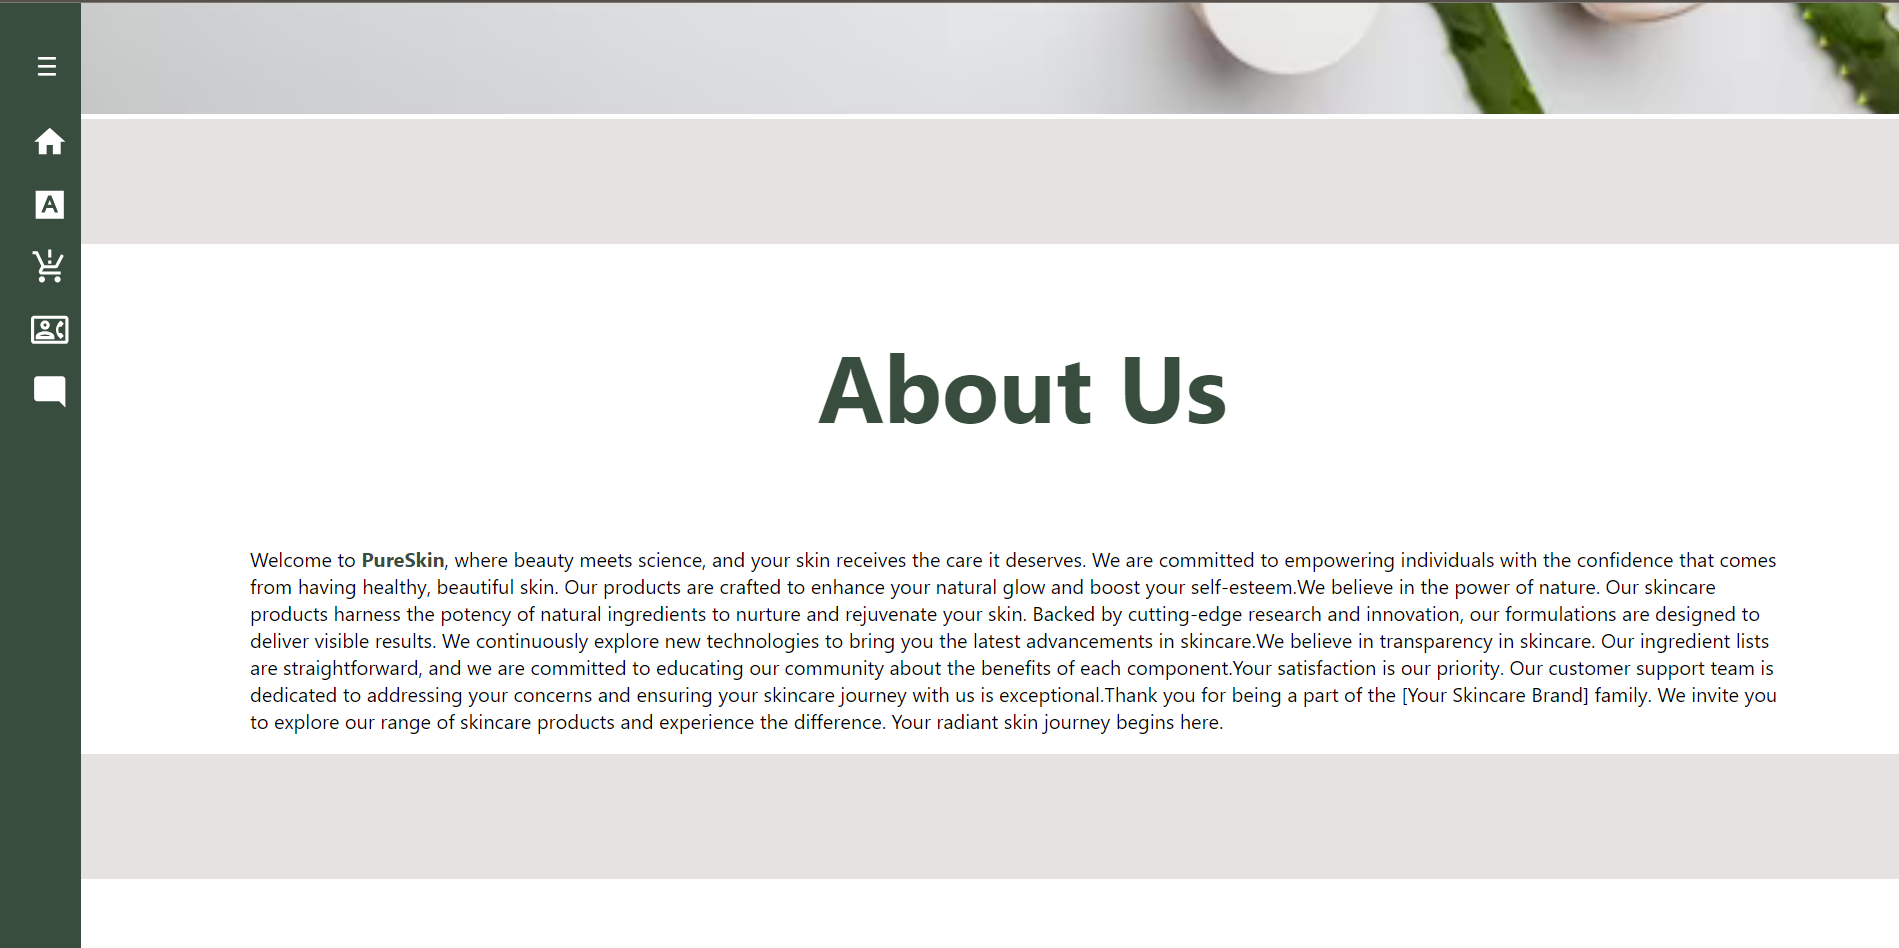 A
About Us
Welcome to PureSkin, where beauty meets science, and your skin receives the care it deserves. We are committed to empowering individuals with the confidence that comes
from having healthy, beautiful skin. Our products are crafted to enhance your natural glow and boost your self-esteem.We believe in the power of nature. Our skincare
products harness the potency of natural ingredients to nurture and rejuvenate your skin. Backed by cutting-edge research and innovation, our formulations are designed to
deliver visible results. We continuously explore new technologies to bring you the latest advancements in skincare.We believe in transparency in skincare. Our ingredient lists
are straightforward, and we are committed to educating our community about the benefits of each component.Your satisfaction is our priority. Our customer support team is
dedicated to addressing your concerns and ensuring your skincare journey with us is exceptional.Thank you for being a part of the [Your Skincare Brand] family. We invite you
to explore our range of skincare products and experience the difference. Your radiant skin journey begins here.